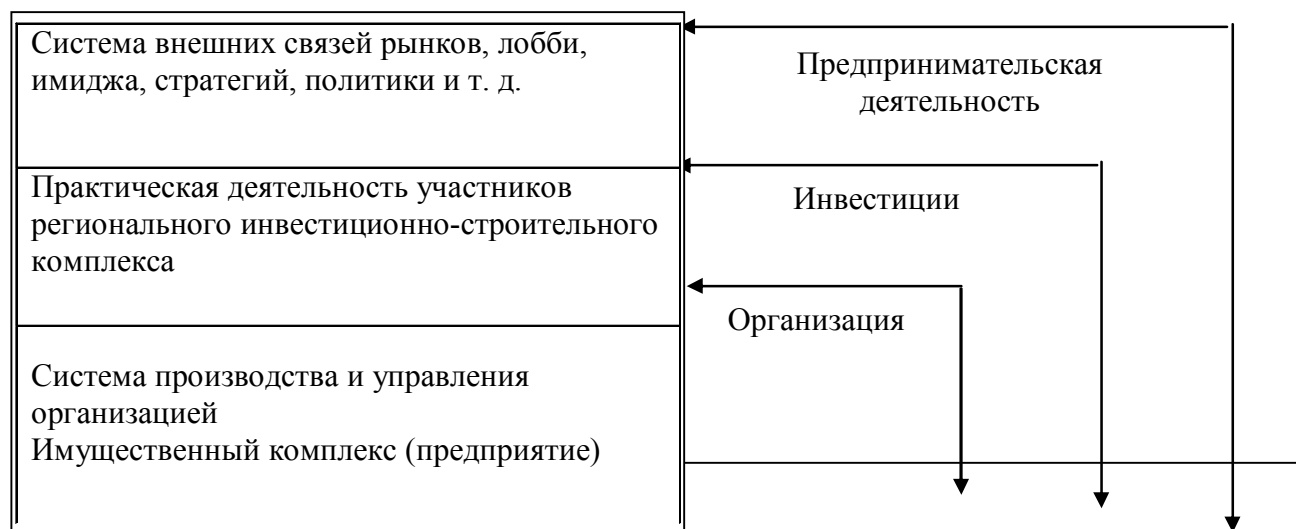 Система внешних связей рынков, лобби,
имиджа, стратегий, политики и т. д.
Предпринимательская
деятельность
Практическая деятельность участников
регионального инвестиционно-строительного
комплекса
Инвестиции
Организация
Система производства и управления
организацией
Имущественный комплекс (предприятие)